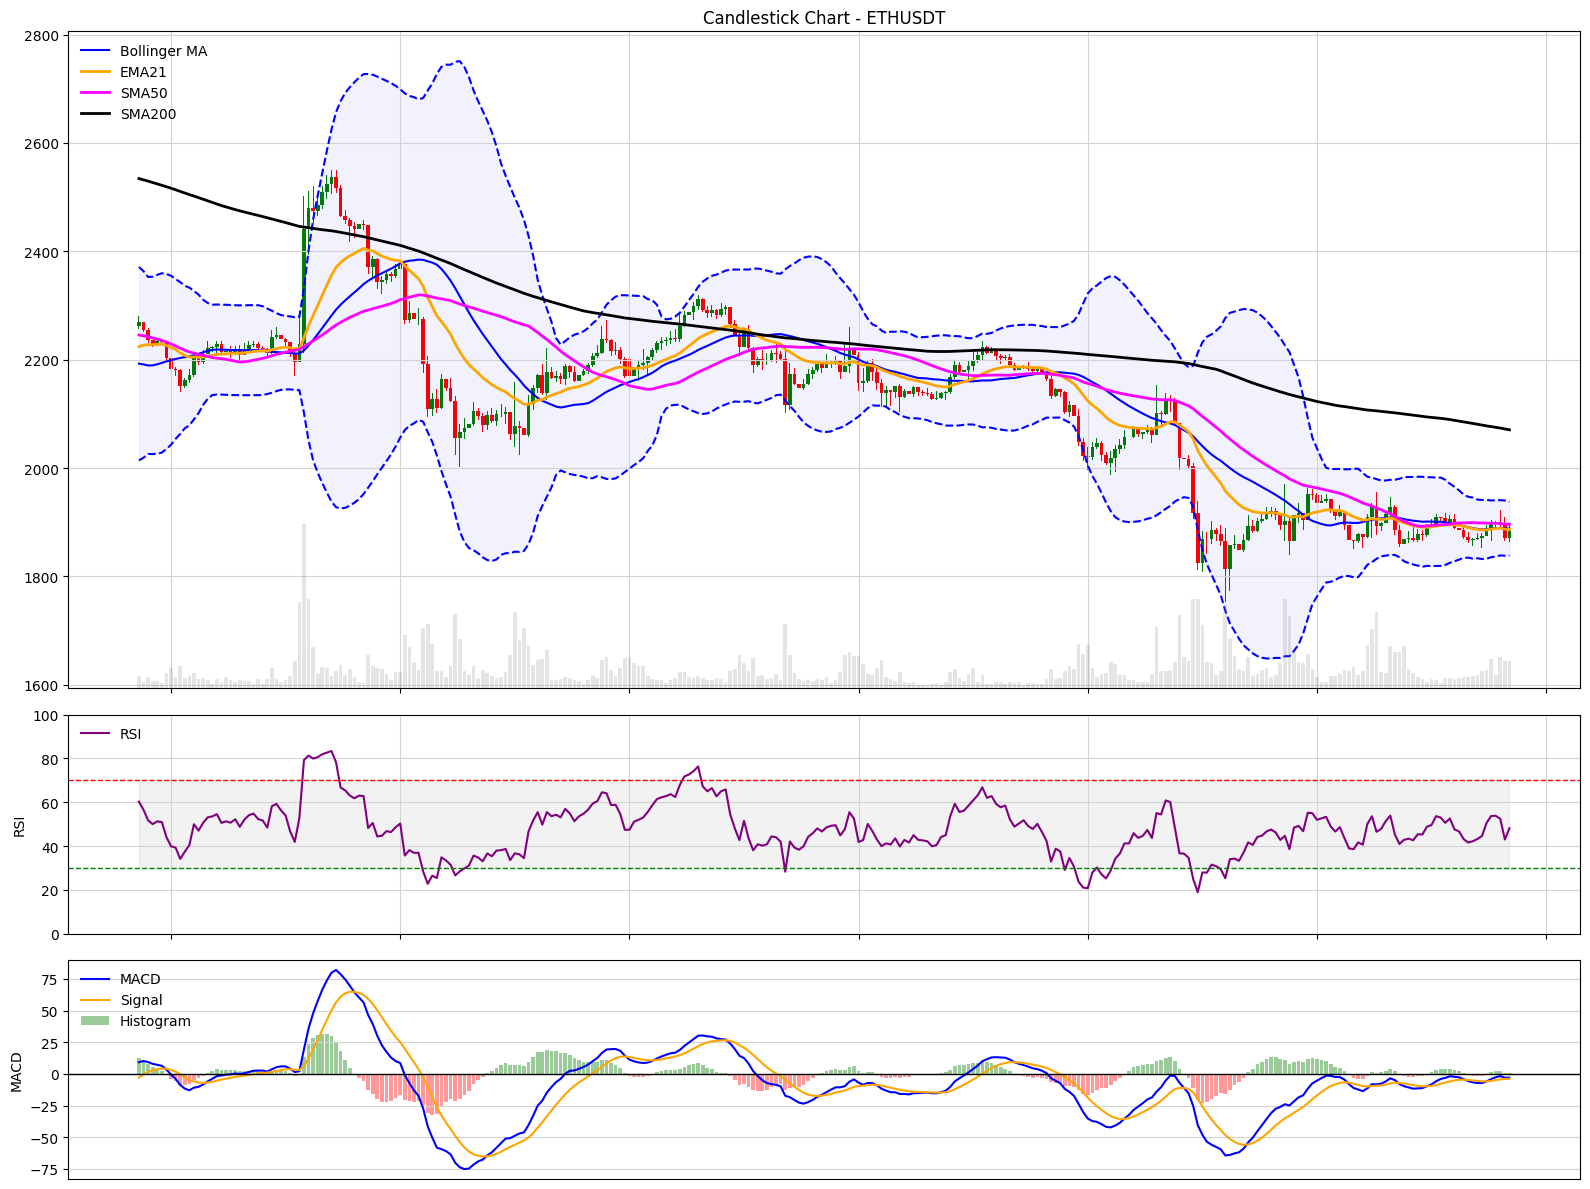 Candlestick Chart - ETHUSDT
2800
2600
2400
2200
2000
1800
1600
Bollinger MA
EMA21
SMA50
SMA200
100
80
60
40
20
0
RSI
RSI
75
50
25
0
−25
−50
−75
MACD
MACD
Signal
Histogram